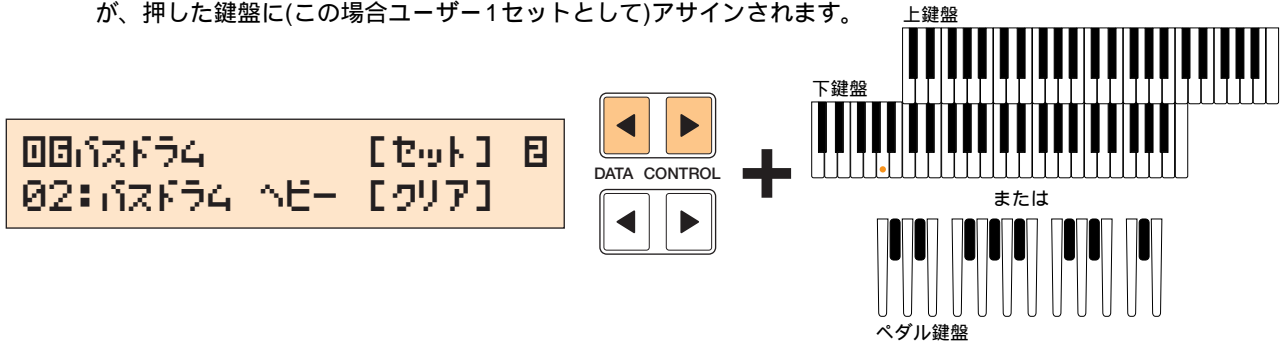 が、押した鍵盤に(この場合ユーザー1セットとして)アサインされます。
上鍵盤
下鍵盤
00バスドラム [セット] 2
02:バスドラム ヘビー [クリア]
DATA CONTROL
または
ペダル鍵盤